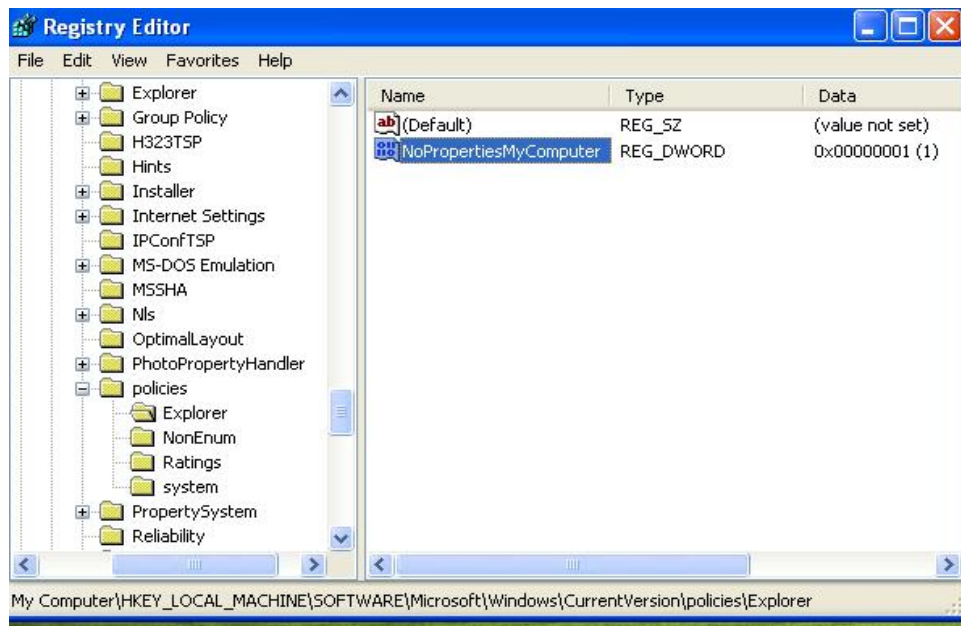 Registry Editor
File Edit View Favorites Help
Explorer
Group Policy
H323TSP
Hints
Installer
Internet Settings
IPConfTSP
MS-DOS Emulation
MSSHA
Nls
OptimalLayout
PhotoPropertyHandler
policies
Explorer
NonEnum
Ratings
system
PropertySystem
Reliability
Name Type Data
(Default) REG_SZ (value not set)
NoPropertiesMyComputer REG_DWORD 0x00000001 (1)
My Computer\HKEY_LOCAL_MACHINE\SOFTWARE\Microsoft\Windows\CurrentVersion\policies\Explorer